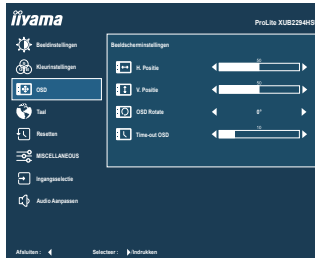 iiyama
ProLite XUB2294HS
Beeldinstellingen
Kleurinstellingen
OSD
Taal
Resetten
MISCELLANEOUS
Ingangsselectie
Audio Aanpassen
Beeldscherminstellingen
H. Positie 50
V. Positie 50
OSD Rotate 0°
Time-out OSD 10
Afsluiten :
Selecteer : /Indrukken